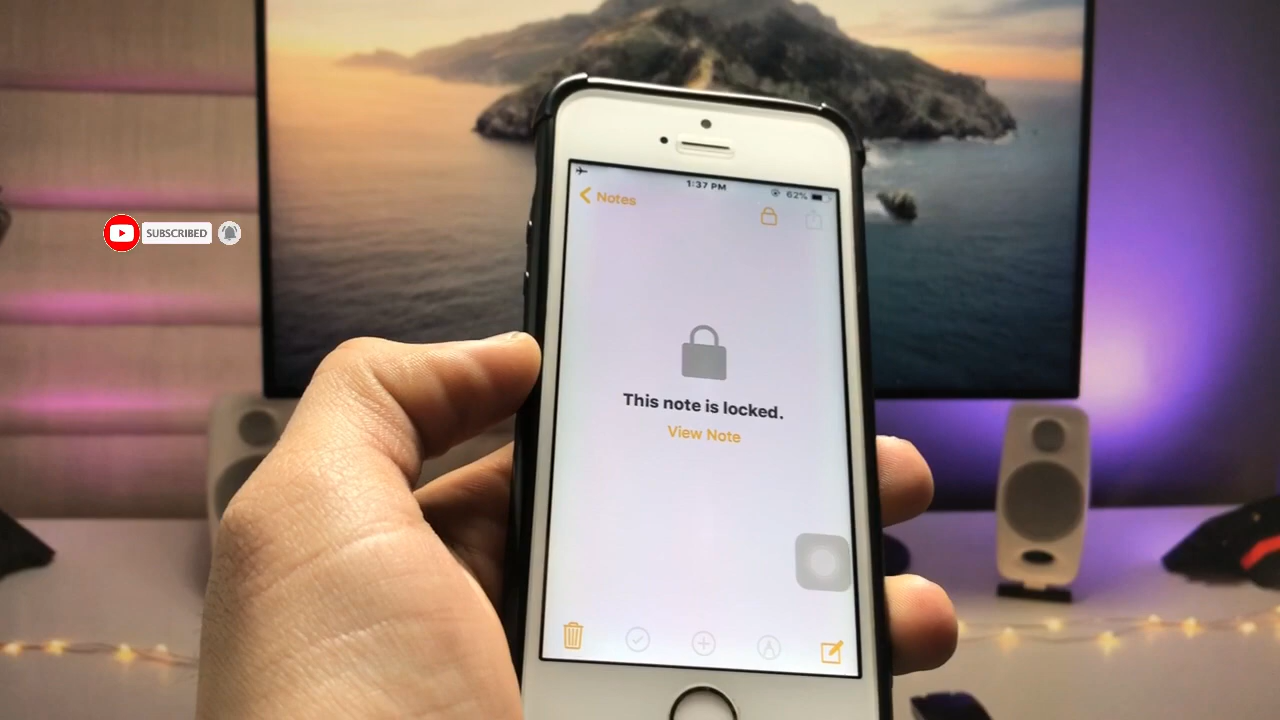 1:37 PM
62%
Notes
SUBSCRIBED
This note is locked.
View Note